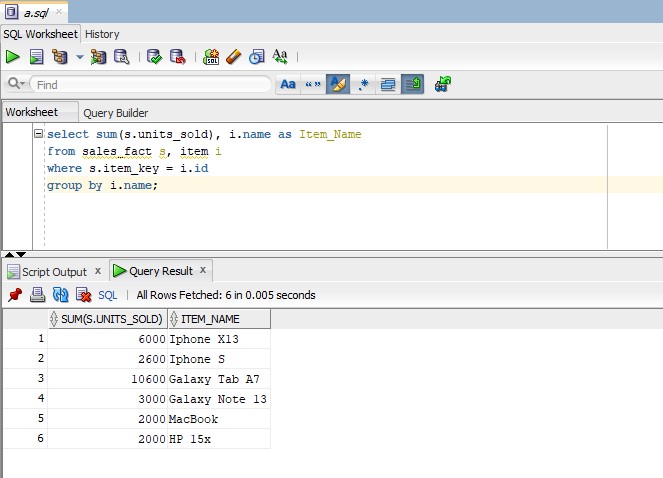 a.sql ×
SQL Worksheet History
Aa “” .* 
Find
Worksheet Query Builder
select sum(s.units_sold), i.name as Item_Name
from sales_fact s, item i
where s.item_key = i.id
group by i.name;
Script Output × Query Result ×
SQL | All Rows Fetched: 6 in 0.005 seconds
SUM(S.UNITS_SOLD) ITEM_NAME
1 6000 Iphone X13
2 2600 Iphone S
3 10600 Galaxy Tab A7
4 3000 Galaxy Note 13
5 2000 MacBook
6 2000 HP 15x